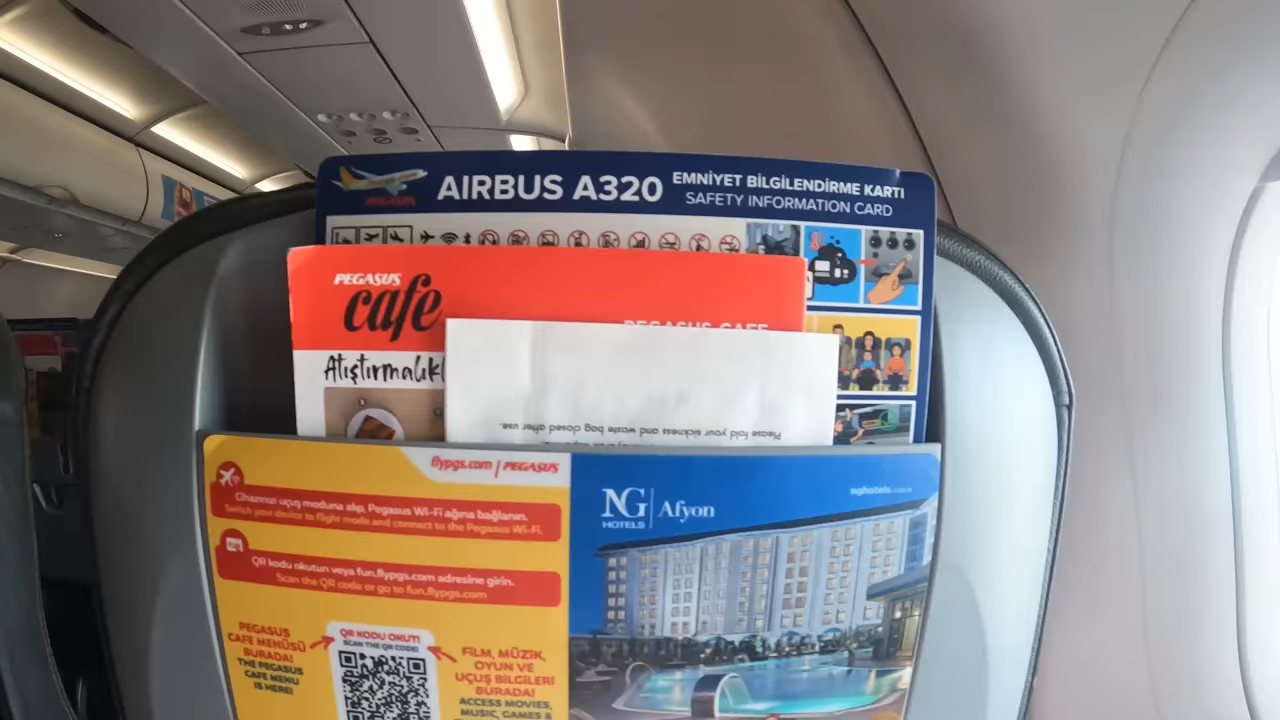 PEGASUS
AIRBUS A320
EMNİYET BİLGİLENDİRME KARTI
SAFETY INFORMATION CARD
PEGASUS
cafe
PEGASUS CAFE
Atıştırmalıkl
Please fold your sickness and waste bag closed after use.
flypgs.com | PEGASUS
Cihazınızı uçuş moduna alıp, Pegasus Wi-Fi ağına bağlanın.
Switch your device to flight mode and connect to the Pegasus Wi-Fi.
QR kodu okutun veya fun.flypgs.com adresine girin.
Scan the QR code or go to fun.flypgs.com
PEGASUS
CAFE MENÜSÜ
BURADA!
THE PEGASUS
CAFE MENU
IS HERE!
QR KODU OKUT!
SCAN THE QR CODE!
FİLM, MÜZİK,
OYUN VE
UÇUŞ BİLGİLERİ
BURADA!
ACCESS MOVIES,
MUSIC, GAMES &
NG
HOTELS
Afyon
nghotels.com.tr